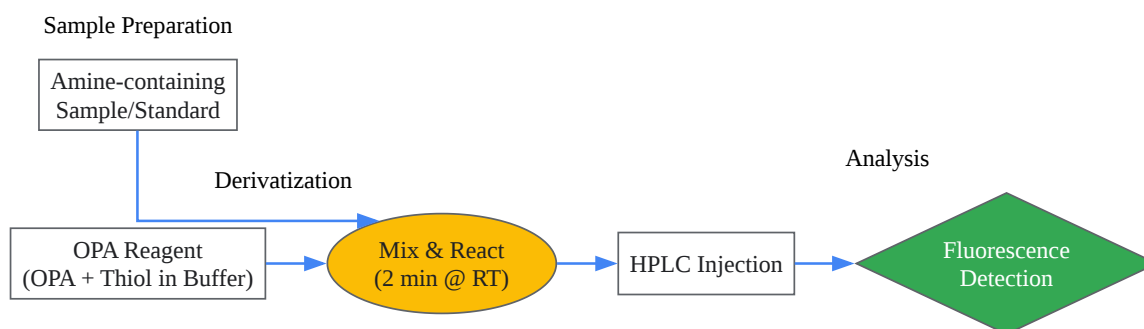 Sample Preparation
Amine-containing
Sample/Standard
Derivatization
Analysis
OPA Reagent
(OPA + Thiol in Buffer)
Mix & React
(2 min @ RT)
HPLC Injection
Fluorescence
Detection